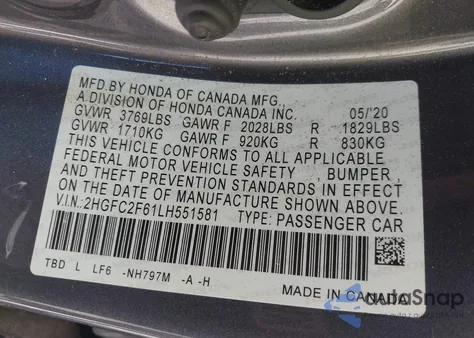 MFD.BY HONDA OF CANADA MFG.
A DIVISION OF HONDA CANADA INC. 05/'20
GVWR 3769LBS GAWR F 2028LBS R 1829LBS
GVWR 1710KG GAWR F 920KG R 830KG
THIS VEHICLE CONFORMS TO ALL APPLICABLE
FEDERAL MOTOR VEHICLE SAFETY , BUMPER,
AND THEFT PREVENTION STANDARDS IN EFFECT
ON THE DATE OF MANUFACTURE SHOWN ABOVE.
V.I.N.:2HGFC2F61LH551581 TYPE: PASSENGER CAR
TBD L LF6 -NH797M -A -H
MADE IN CANADA
autoSnap